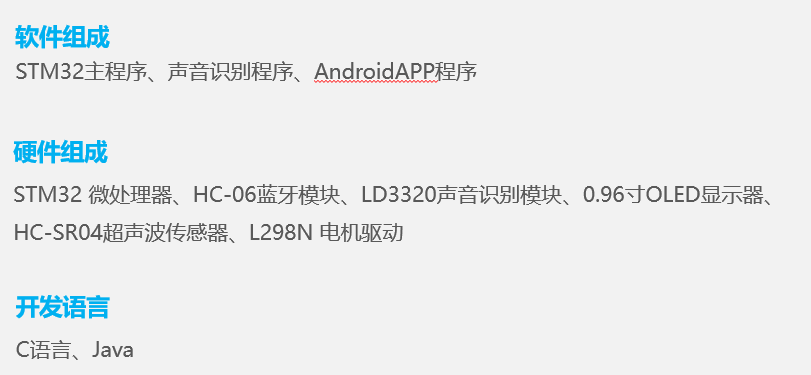 软件组成
STM32主程序、声音识别程序、AndroidAPP程序
硬件组成
STM32 微处理器、HC-06蓝牙模块、LD3320声音识别模块、0.96寸OLED显示器、
HC-SR04超声波传感器、L298N 电机驱动
开发语言
C语言、Java